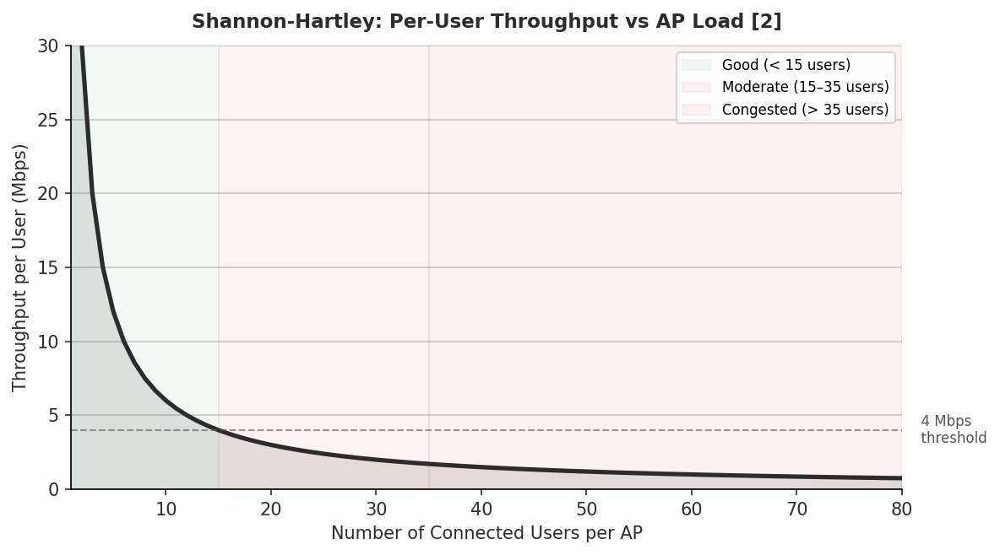 Shannon-Hartley: Per-User Throughput vs AP Load [2]
Good (< 15 users)
Moderate (15–35 users)
Congested (> 35 users)
Throughput per User (Mbps)
30
25
20
15
10
5
0
4 Mbps
threshold
10 20 30 40 50 60 70 80
Number of Connected Users per AP